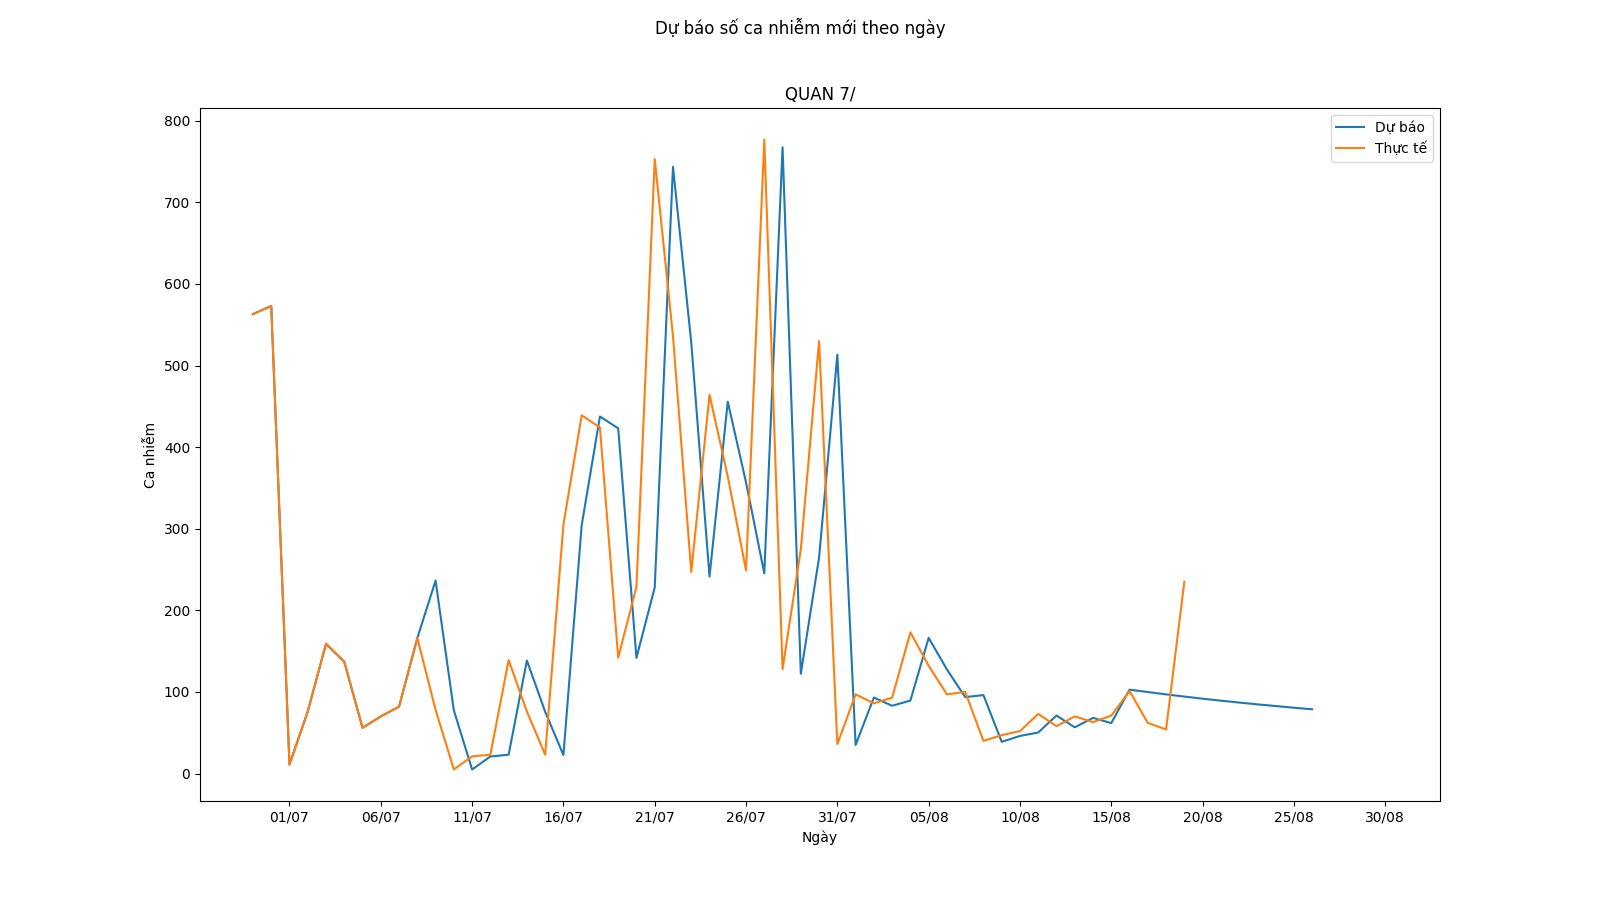 Dự báo số ca nhiễm mới theo ngày
QUAN 7/
Dự báo
Thực tế
800
700
600
500
400
300
200
100
0
Ca nhiễm
01/07 06/07 11/07 16/07 21/07 26/07 31/07 05/08 10/08 15/08 20/08 25/08 30/08
Ngày